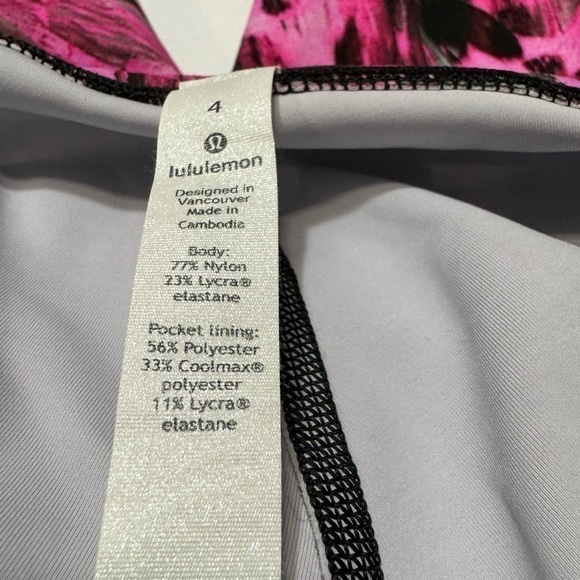 4
lululemon
Designed in
Vancouver
Made in
Cambodia
Body:
77% Nylon
23% Lycra®
elastane
Pocket lining:
56% Polyester
33% Coolmax®
polyester
11% Lycra®
elastane